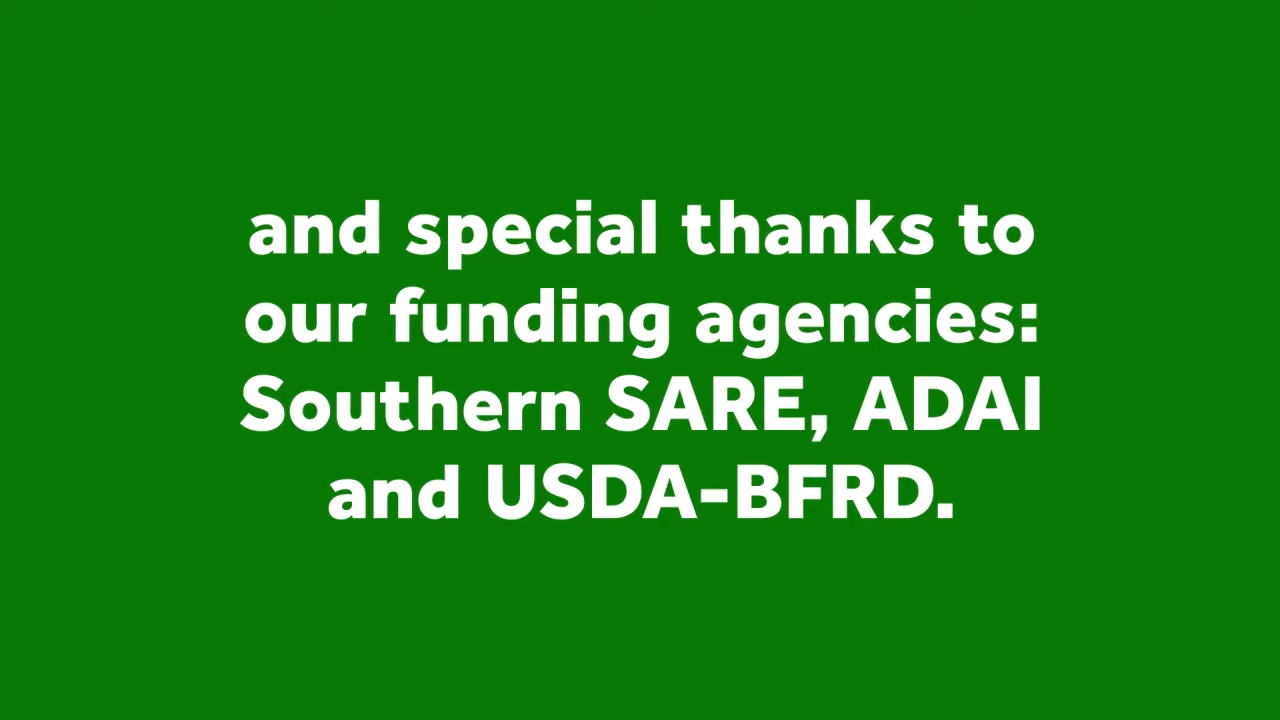 and special thanks to
our funding agencies:
Southern SARE, ADAI
and USDA-BFRD.